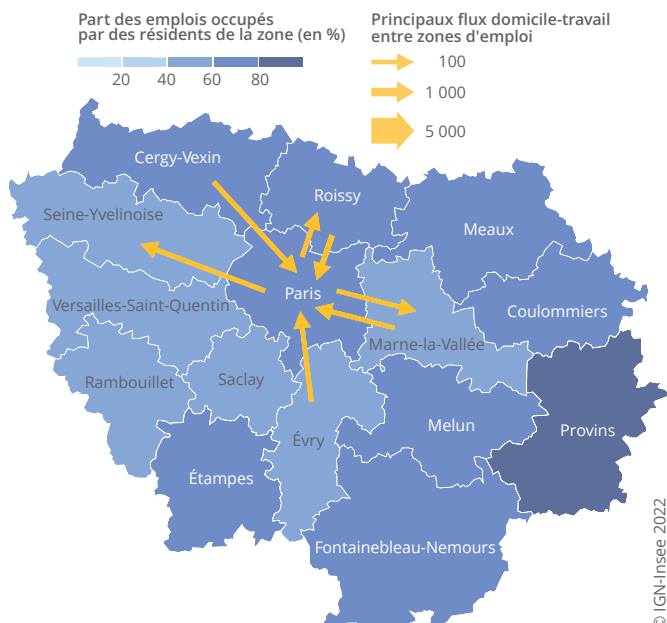 Part des emplois occupés
par des résidents de la zone (en %)
20 40 60 80
Principaux flux domicile-travail
entre zones d'emploi
100
1 000
5 000
Cergy-Vexin
Roissy
Seine-Yvelinoise
Meaux
Paris
Versailles-Saint-Quentin
Coulommiers
Marne-la-Vallée
Rambouillet
Saclay
Melun
Provins
Évry
Étampes
Fontainebleau-Nemours
© IGN-Insee 2022